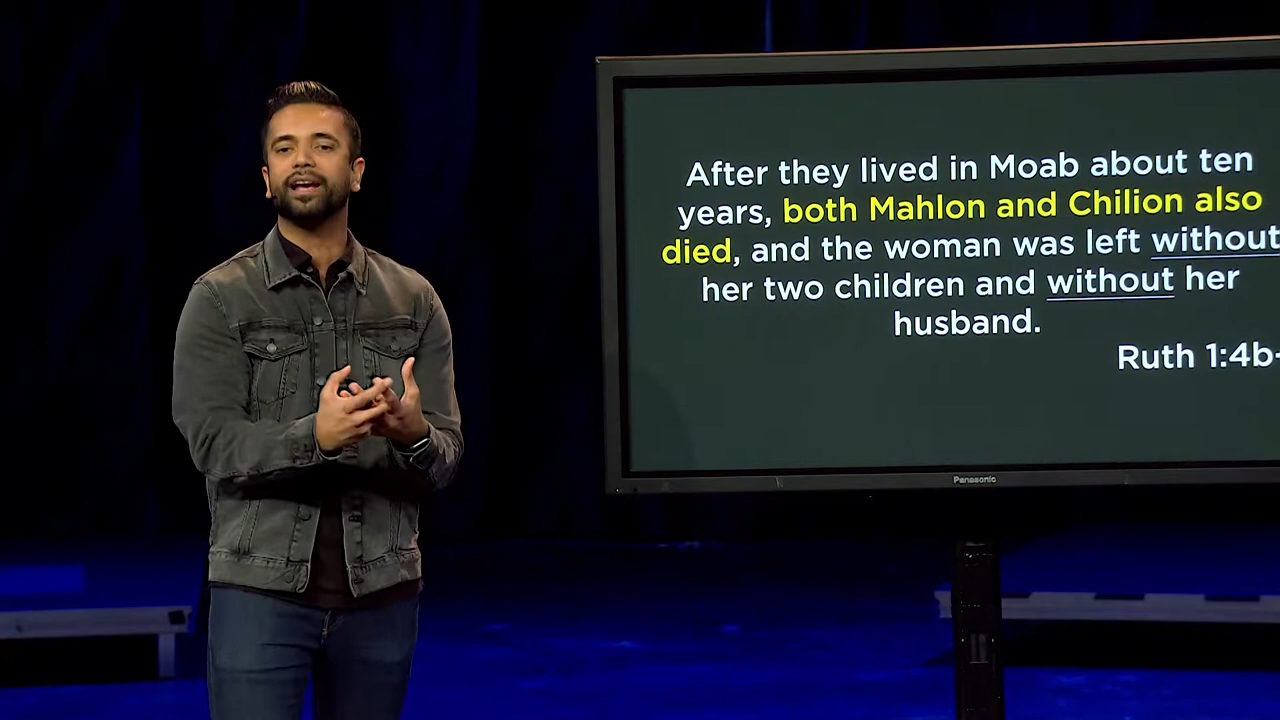 After they lived in Moab about ten
years, both Mahlon and Chilion also
died, and the woman was left without
her two children and without her
husband.
Ruth 1:4b-
Panasonic